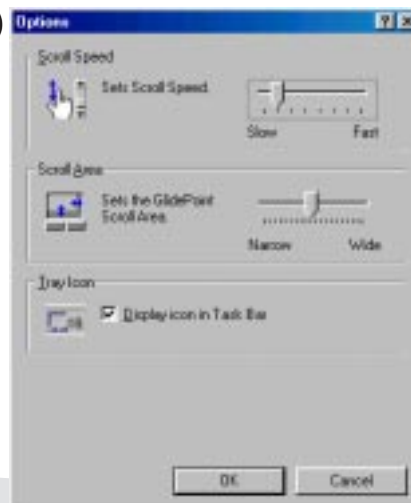 )
Options
Scroll Speed
Sets Scroll Speed.
Slow Fast
Scroll Area
Sets the GlidePoint
Scroll Area.
Narrow Wide
Tray Icon
Display icon in Task Bar
OK Cancel